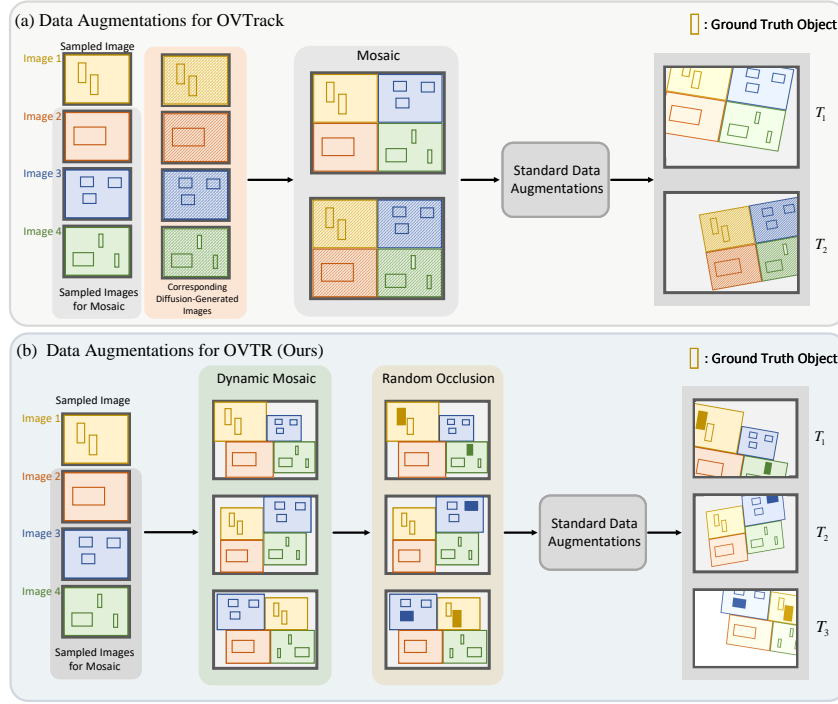 (a) Data Augmentations for OVTrack
: Ground Truth Object
Sampled Image
Image 1
Image 2
Image 3
Image 4
Sampled Images
for Mosaic
Corresponding
Diffusion-Generated
Images
Mosaic
Standard Data
Augmentations
T1
T2
(b) Data Augmentations for OVTR (Ours)
: Ground Truth Object
Sampled Image
Image 1
Image 2
Image 3
Image 4
Sampled Images
for Mosaic
Dynamic Mosaic
Random Occlusion
Standard Data
Augmentations
T1
T2
T3